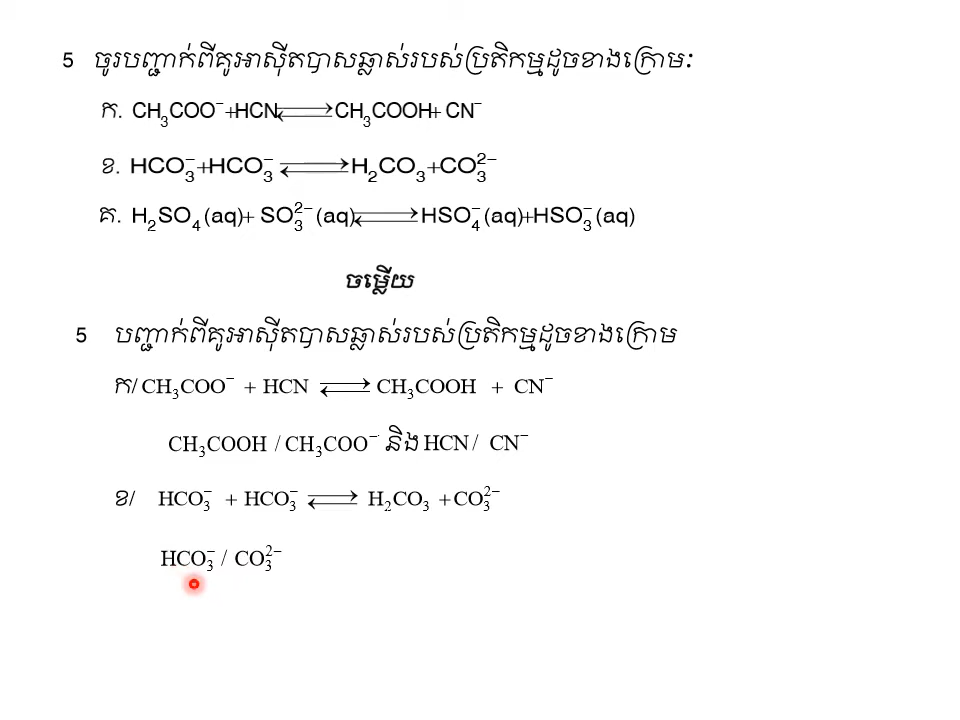 5 ចូរបញ្ជាក់ពីគូអាស៊ីតបាសឆ្លាស់របស់ប្រតិកម្មដូចខាងក្រោម:
ក. CH₃COO⁻+HCN⇌CH₃COOH+ CN⁻
ខ. HCO₃⁻+HCO₃⁻ ⇌ H₂CO₃+CO₃²⁻
គ. H₂SO₄(aq)+ SO₃²⁻(aq)⇌HSO₄⁻(aq)+HSO₃⁻(aq)
ចម្លើយ
5 បញ្ជាក់ពីគូអាស៊ីតបាសឆ្លាស់របស់ប្រតិកម្មដូចខាងក្រោម
ក/ CH₃COO⁻ + HCN ⇌ CH₃COOH + CN⁻
CH₃COOH / CH₃COO⁻ និង HCN / CN⁻
ខ/ HCO₃⁻ + HCO₃⁻ ⇌ H₂CO₃ + CO₃²⁻
HCO₃⁻ / CO₃²⁻